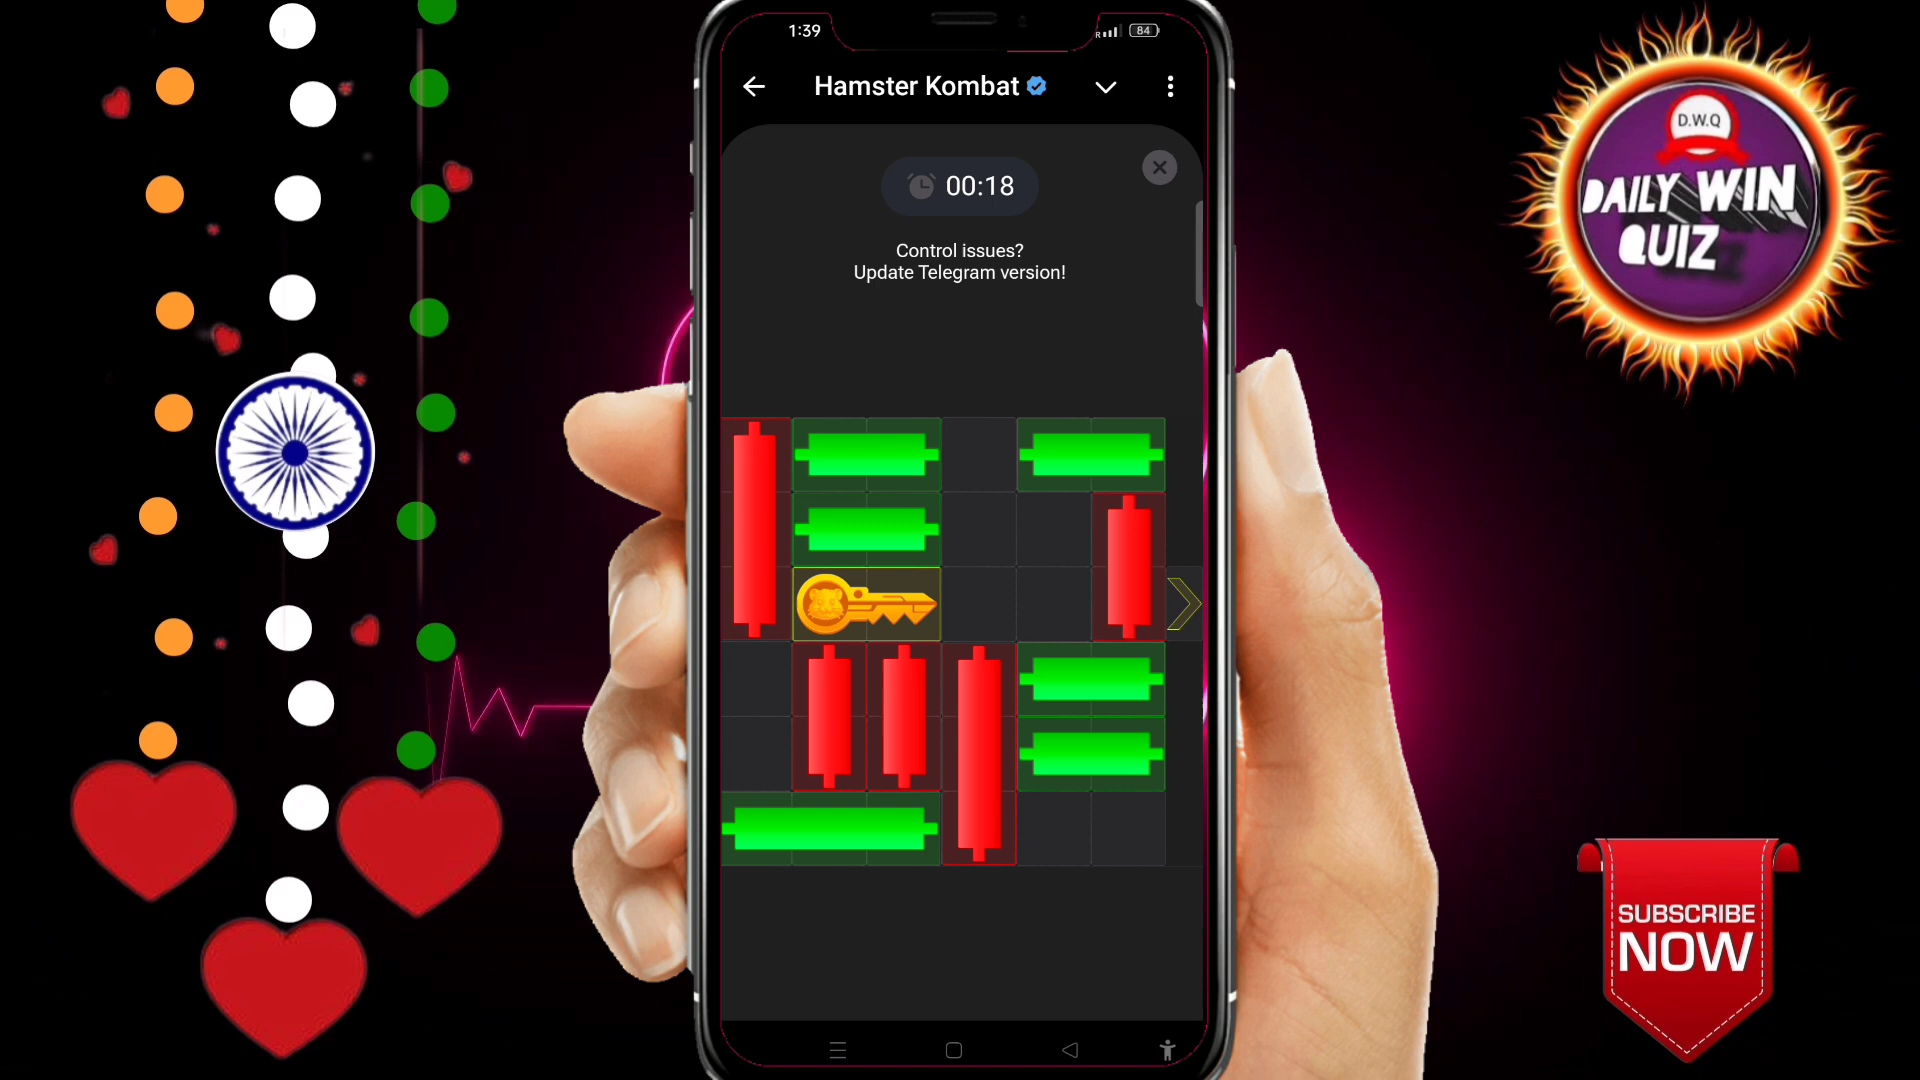 1:39
R
84
Hamster Kombat
00:18
Control issues?
Update Telegram version!
D.W.Q
DAILY WIN
QUIZ
SUBSCRIBE
NOW